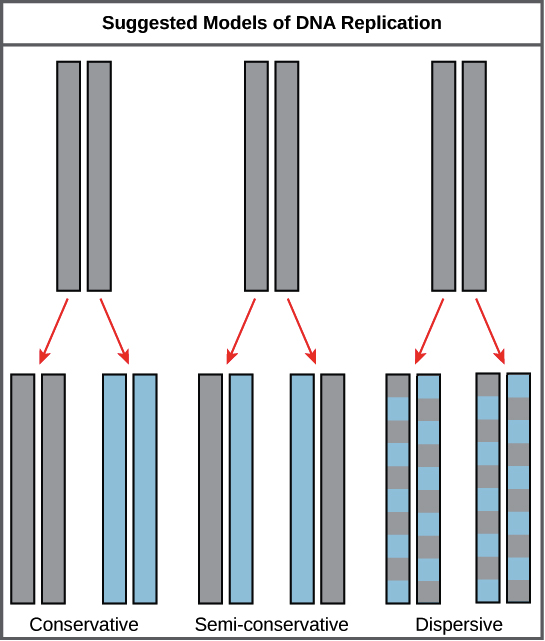 Suggested Models of DNA Replication
Conservative
Semi-conservative
Dispersive